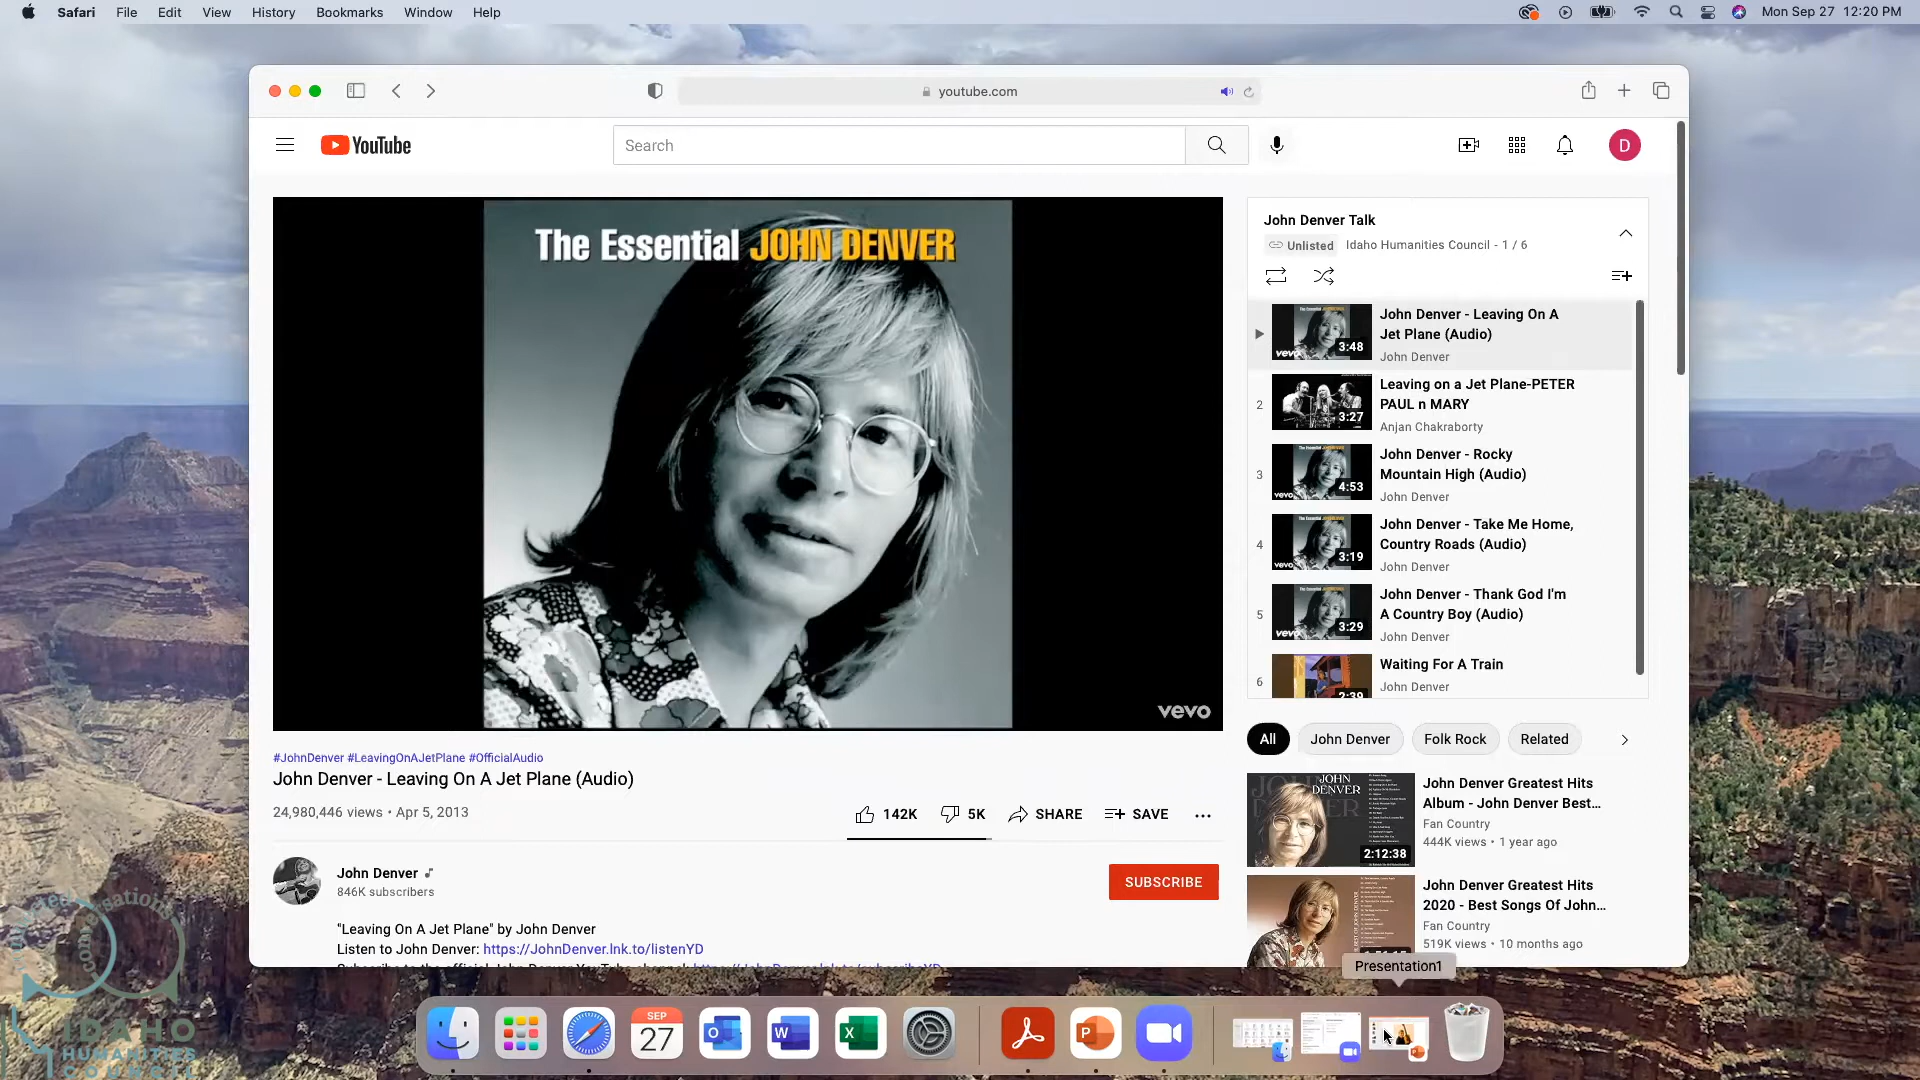 Safari File Edit View History Bookmarks Window Help
Mon Sep 27 12:20 PM
youtube.com
YouTube
Search
D
The Essential JOHN DENVER
vevo
#JohnDenver #LeavingOnAJetPlane #OfficialAudio
John Denver - Leaving On A Jet Plane (Audio)
24,980,446 views • Apr 5, 2013
142K 5K SHARE SAVE
John Denver
846K subscribers
SUBSCRIBE
"Leaving On A Jet Plane" by John Denver
Listen to John Denver: https://JohnDenver.lnk.to/listenYD
John Denver Talk
Unlisted Idaho Humanities Council - 1 / 6
John Denver - Leaving On A
Jet Plane (Audio)
John Denver
3:48
vevo
2
Leaving on a Jet Plane-PETER
PAUL n MARY
Anjan Chakraborty
3:27
3
John Denver - Rocky
Mountain High (Audio)
John Denver
4:53
vevo
4
John Denver - Take Me Home,
Country Roads (Audio)
John Denver
3:19
vevo
5
John Denver - Thank God I'm
A Country Boy (Audio)
John Denver
3:29
vevo
6
Waiting For A Train
John Denver
2:39
All John Denver Folk Rock Related
JOHN
DENVER
2:12:38
John Denver Greatest Hits
Album - John Denver Best...
Fan Country
444K views • 1 year ago
John Denver Greatest Hits
2020 - Best Songs Of John...
Fan Country
519K views • 10 months ago
Presentation1
SEP
27
O
W
X
P
conversations
IDAHO
HUMANITIES
COUNCIL